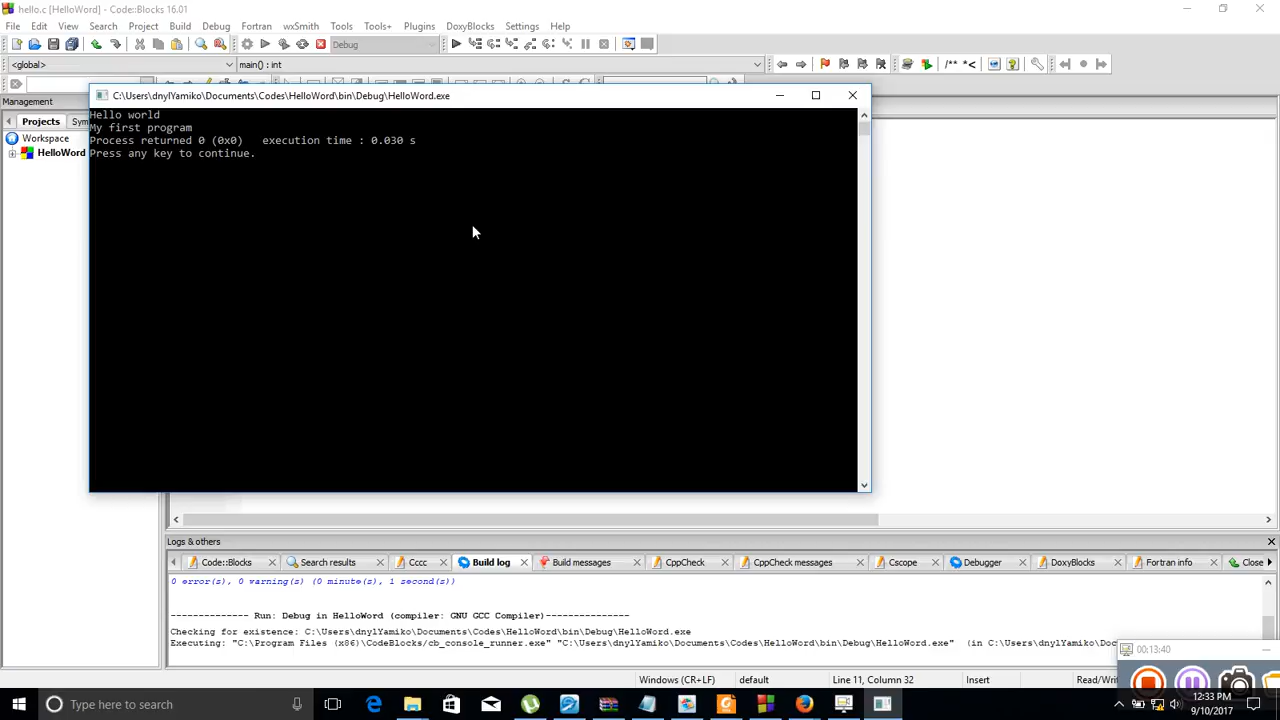 hello.c [HelloWord] - Code::Blocks 16.01
File Edit View Search Project Build Debug Fortran wxSmith Tools Tools+ Plugins DoxyBlocks Settings Help
Debug
<global> main() : int
Management
C:\Users\dnylYamiko\Documents\Codes\HelloWord\bin\Debug\HelloWord.exe
Projects Sym
Workspace
HelloWord
Hello world
My first program
Process returned 0 (0x0)   execution time : 0.030 s
Press any key to continue.
Logs & others
Code::Blocks Search results Cccc Build log Build messages CppCheck CppCheck messages Cscope Debugger DoxyBlocks Fortran info Close
0 error(s), 0 warning(s) (0 minute(s), 1 second(s))
-------------- Run: Debug in HelloWord (compiler: GNU GCC Compiler)---------------
Checking for existence: C:\Users\dnylYamiko\Documents\Codes\HelloWord\bin\Debug\HelloWord.exe
Executing: "C:\Program Files (x86)\CodeBlocks/cb_console_runner.exe" "C:\Users\dnylYamiko\Documents\Codes\HelloWord\bin\Debug\HelloWord.exe"  (in C:\Users\dnylYamiko\Doc
00:13:40
Windows (CR+LF) default Line 11, Column 32 Insert Read/Writ
Type here to search
12:33 PM
9/10/2017